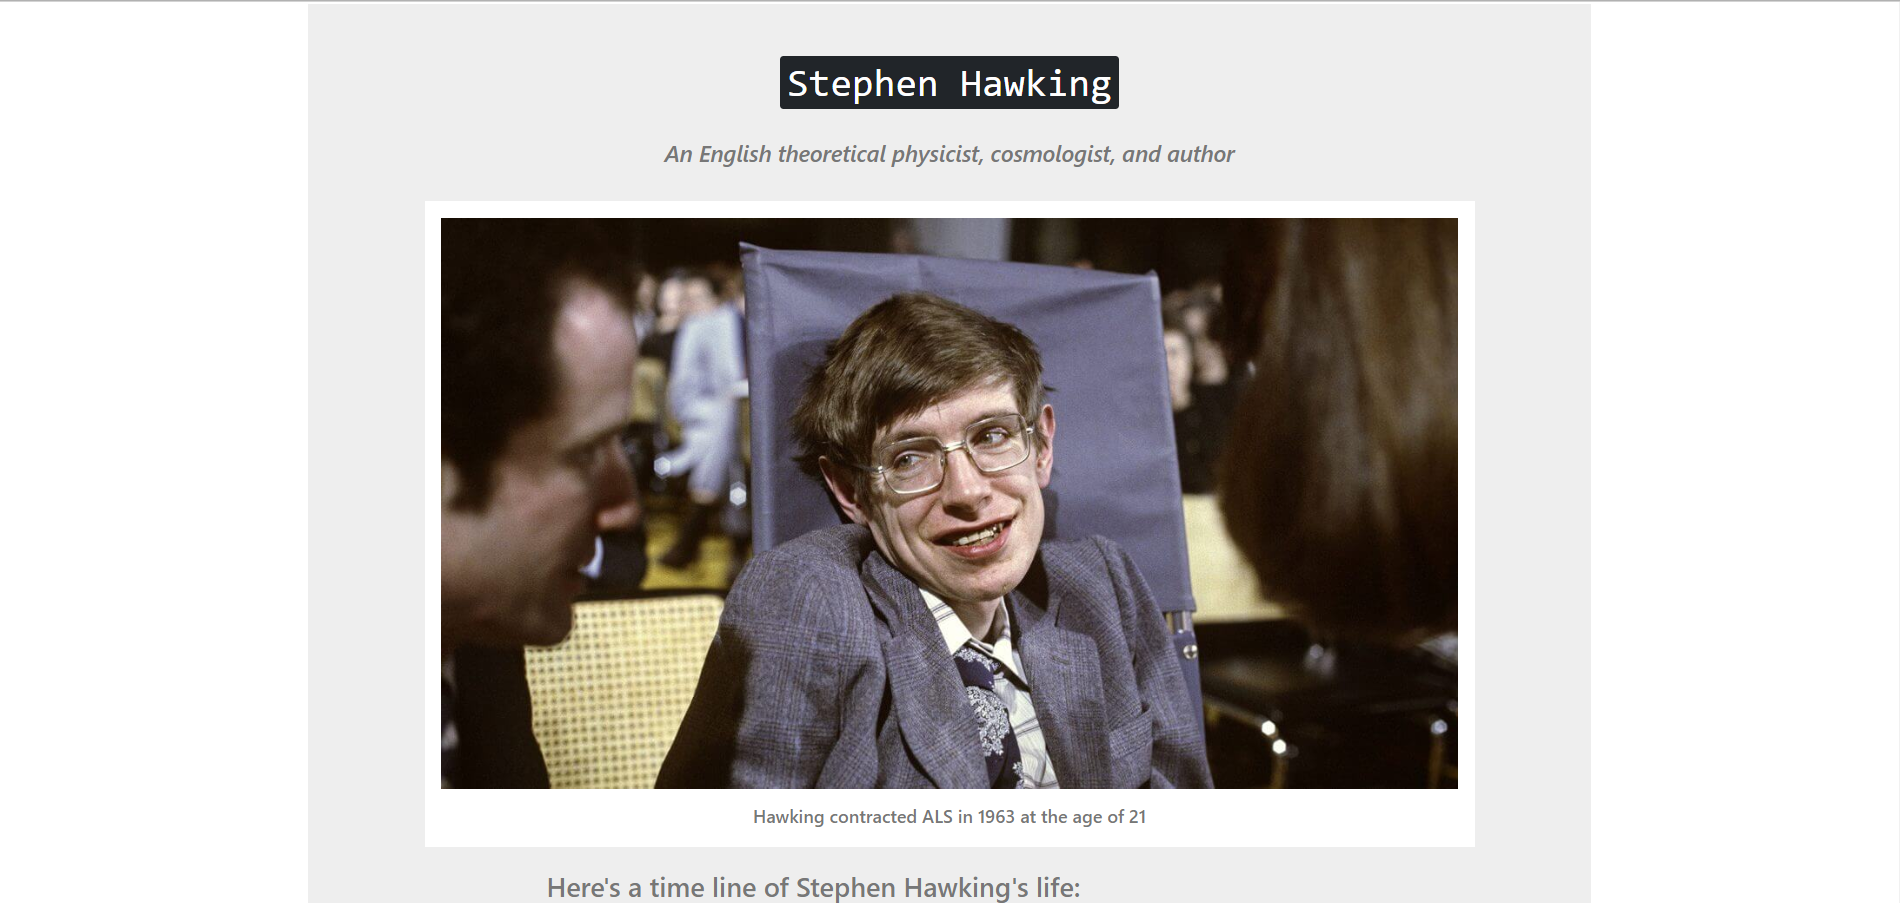 Stephen Hawking
An English theoretical physicist, cosmologist, and author
Hawking contracted ALS in 1963 at the age of 21
Here's a time line of Stephen Hawking's life: